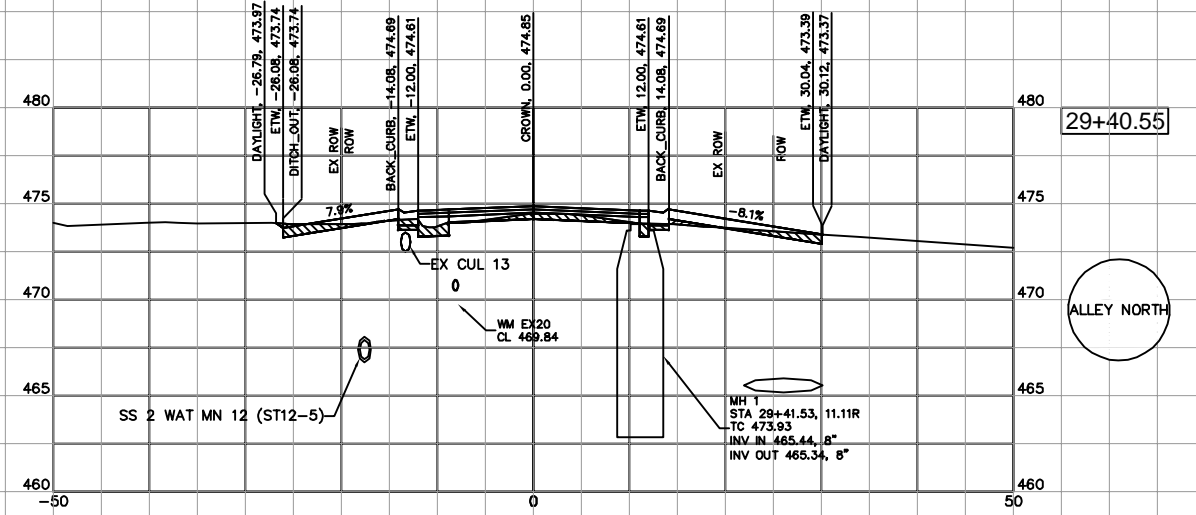 DAYLIGHT, -26.79, 473.97
ETW, -26.08, 473.74
DITCH_OUT, -26.08, 473.74
EX ROW
ROW
BACK_CURB, -14.08, 474.69
ETW, -12.00, 474.61
CROWN, 0.00, 474.85
ETW, 12.00, 474.61
BACK_CURB, 14.08, 474.69
EX ROW
ROW
ETW, 30.04, 473.39
DAYLIGHT, 30.12, 473.37
480
480
29+40.55
475
7.9%
-8.1%
475
EX CUL 13
470
470
ALLEY NORTH
WM EX20
CL 469.84
465
465
SS 2 WAT MN 12 (ST12-5)
MH 1
STA 29+41.53, 11.11R
TC 473.93
INV IN 465.44, 8"
INV OUT 465.34, 8"
460
460
-50
0
50